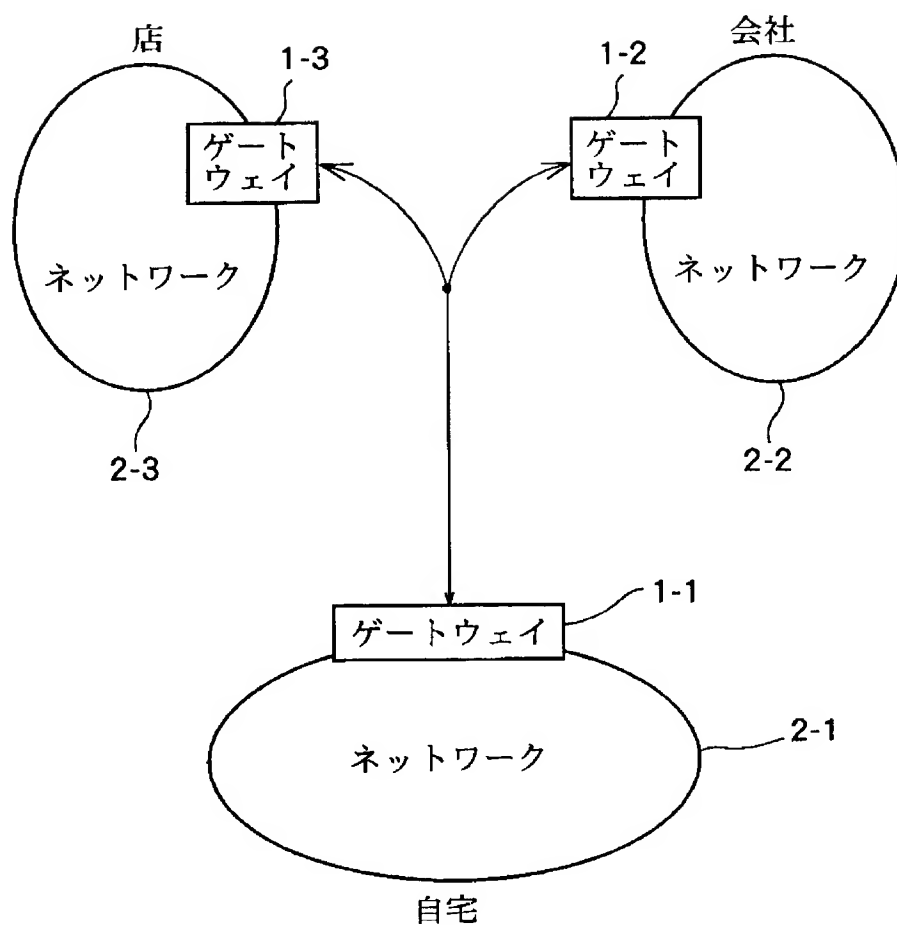 店
会社
1-3
1-2
ゲート
ウェイ
ゲート
ウェイ
ネットワーク
ネットワーク
2-3
2-2
1-1
ゲートウェイ
2-1
ネットワーク
自宅